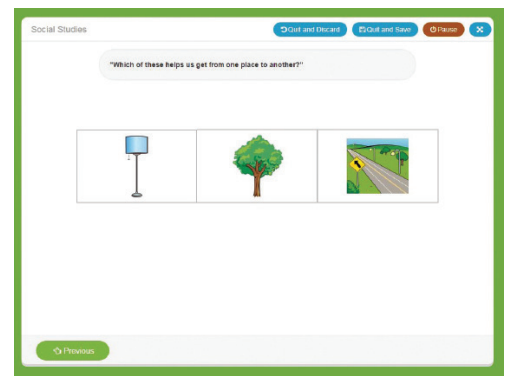 Social Studies
Quit and Discard
Quit and Save
Pause
"Which of these helps us get from one place to another?"
Previous